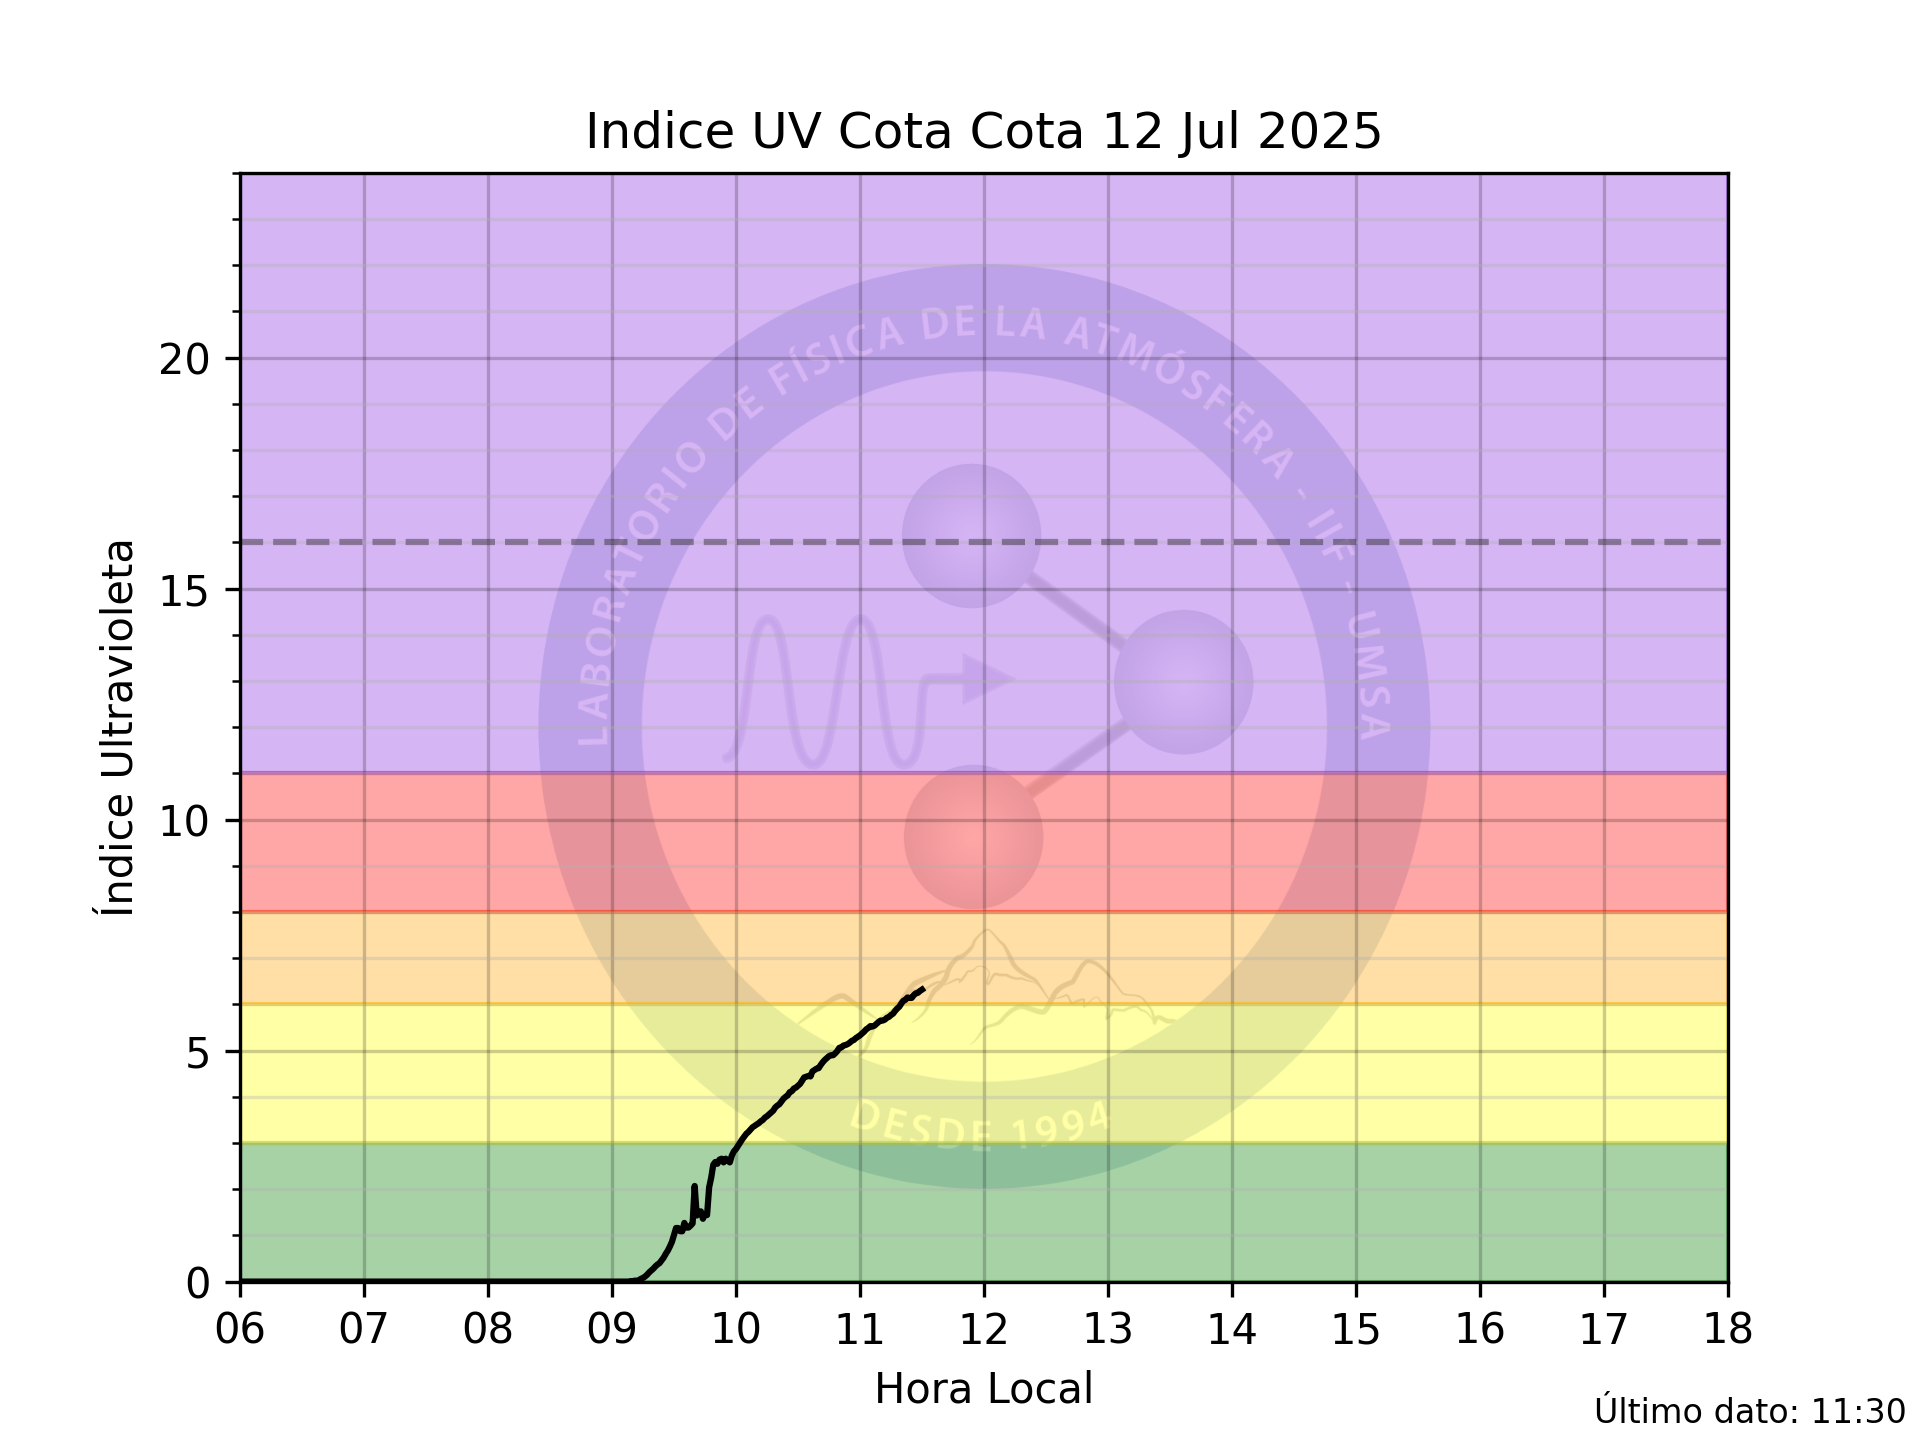 Indice UV Cota Cota 12 Jul 2025
Índice Ultravioleta
20
15
10
5
0
LABORATORIO DE FÍSICA DE LA ATMÓSFERA - IIF - UMSA
DESDE 1994
06 07 08 09 10 11 12 13 14 15 16 17 18
Hora Local
Último dato: 11:30